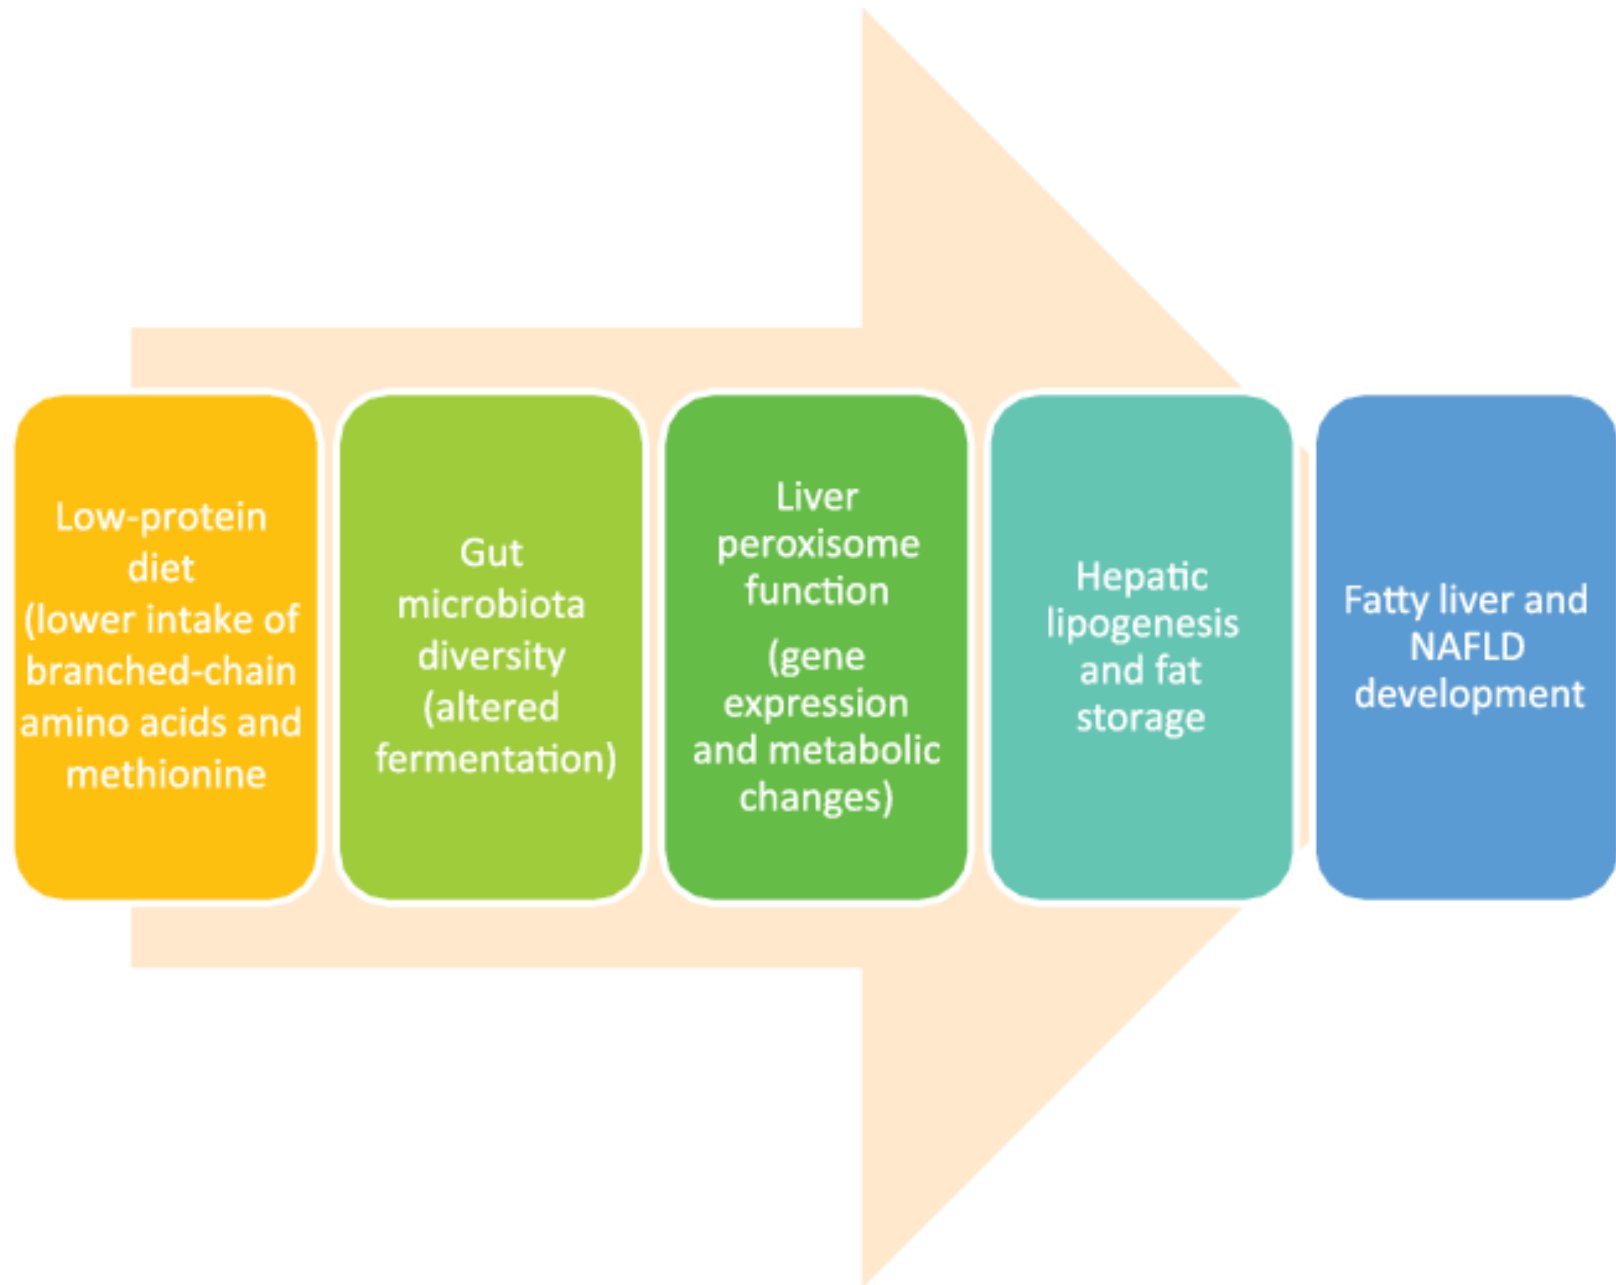 Low-protein
diet
(lower intake of
branched-chain
amino acids and
methionine
Gut
microbiota
diversity
(altered
fermentation)
Liver
peroxisome
function
(gene
expression
and metabolic
changes)
Hepatic
lipogenesis
and fat
storage
Fatty liver and
NAFLD
development